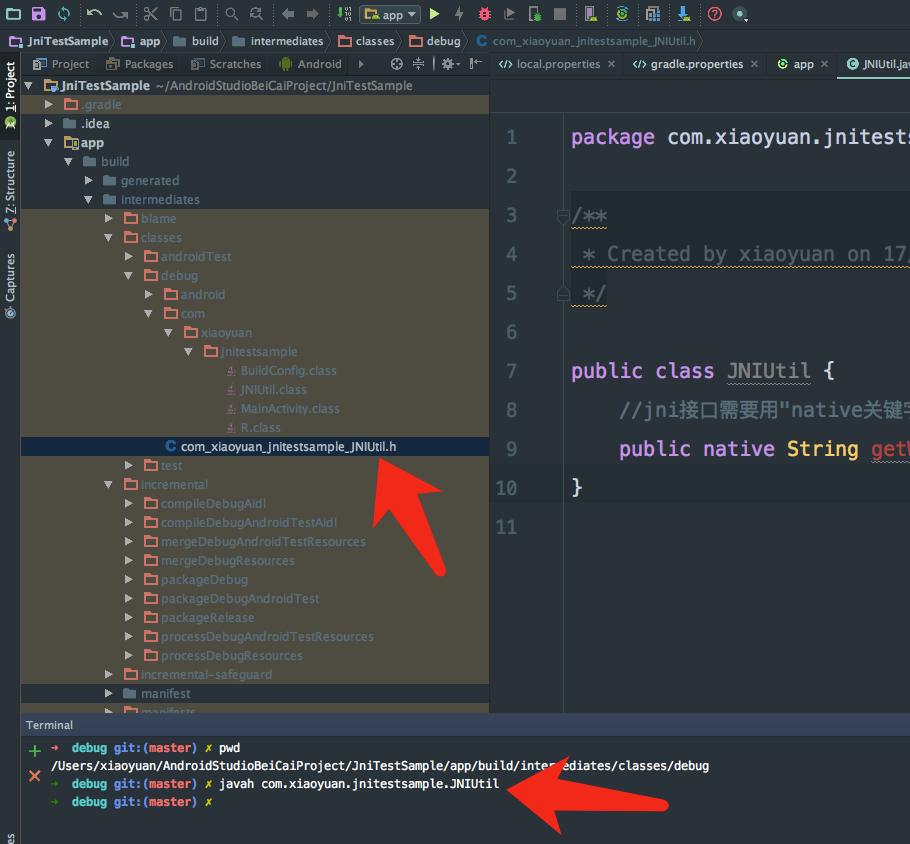 app
JniTestSample app build intermediates classes debug com_xiaoyuan_jnitestsample_JNIUtil.h
Project Packages Scratches Android
local.properties gradle.properties app JNIUtil.jav
1: Project
Z: Structure
Captures
JniTestSample ~/AndroidStudioBeiCaiProject/JniTestSample
.gradle
.idea
app
build
generated
intermediates
blame
classes
androidTest
debug
android
com
xiaoyuan
jnitestsample
BuildConfig.class
JNIUtil.class
MainActivity.class
R.class
com_xiaoyuan_jnitestsample_JNIUtil.h
test
incremental
compileDebugAidl
compileDebugAndroidTestAidl
mergeDebugAndroidTestResources
mergeDebugResources
packageDebug
packageDebugAndroidTest
packageRelease
processDebugAndroidTestResources
processDebugResources
incremental-safeguard
manifest
manifests
1 package com.xiaoyuan.jnitests
2
3 /**
4 * Created by xiaoyuan on 17/
5 */
6
7 public class JNIUtil {
8 //jni接口需要用"native关键字
9 public native String getW
10 }
11
Terminal
→ debug git:(master) ✗ pwd
/Users/xiaoyuan/AndroidStudioBeiCaiProject/JniTestSample/app/build/intermediates/classes/debug
→ debug git:(master) ✗ javah com.xiaoyuan.jnitestsample.JNIUtil
→ debug git:(master) ✗